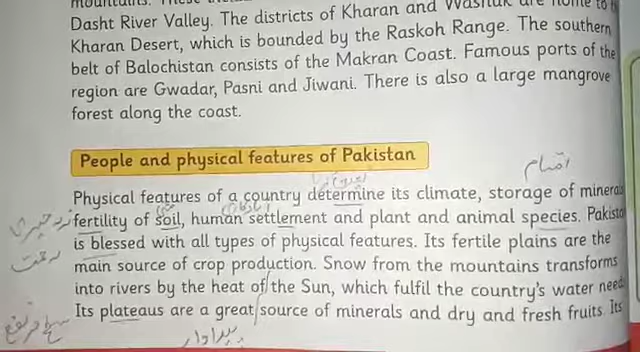 Dasht River Valley. The districts of Kharan and Washuk are home to
Kharan Desert, which is bounded by the Raskoh Range. The southern
belt of Balochistan consists of the Makran Coast. Famous ports of the
region are Gwadar, Pasni and Jiwani. There is also a large mangrove
forest along the coast.
People and physical features of Pakistan
اقسام
Physical features of a country determine its climate, storage of minerals
زرخیزی
fertility of soil, human settlement and plant and animal species. Pakistan
is blessed with all types of physical features. Its fertile plains are the
main source of crop production. Snow from the mountains transforms
into rivers by the heat of the Sun, which fulfil the country's water need
Its plateaus are a great source of minerals and dry and fresh fruits. Its
سطح مرتفع
پیداوار